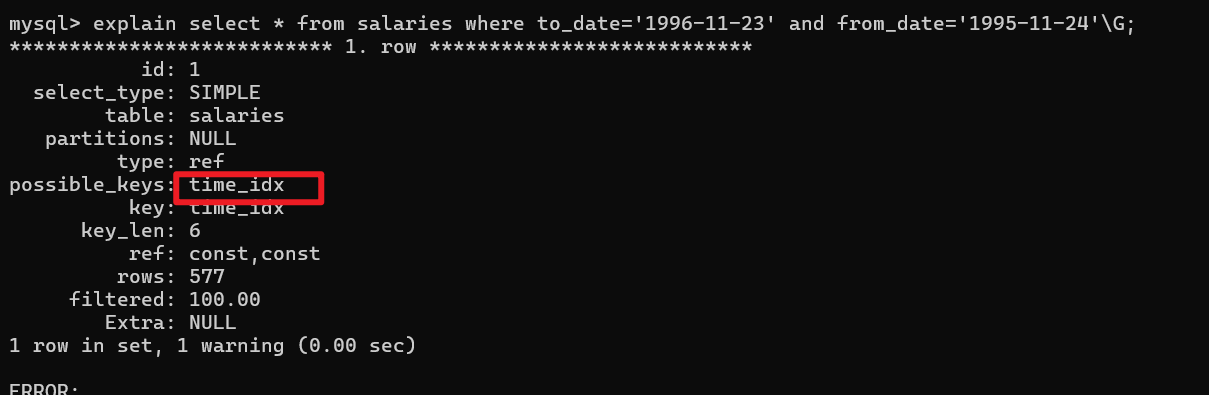 mysql> explain select * from salaries where to_date='1996-11-23' and from_date='1995-11-24'\G;
*************************** 1. row ***************************
id: 1
select_type: SIMPLE
table: salaries
partitions: NULL
type: ref
possible_keys: time_idx
key: time_idx
key_len: 6
ref: const,const
rows: 577
filtered: 100.00
Extra: NULL
1 row in set, 1 warning (0.00 sec)
ERROR: